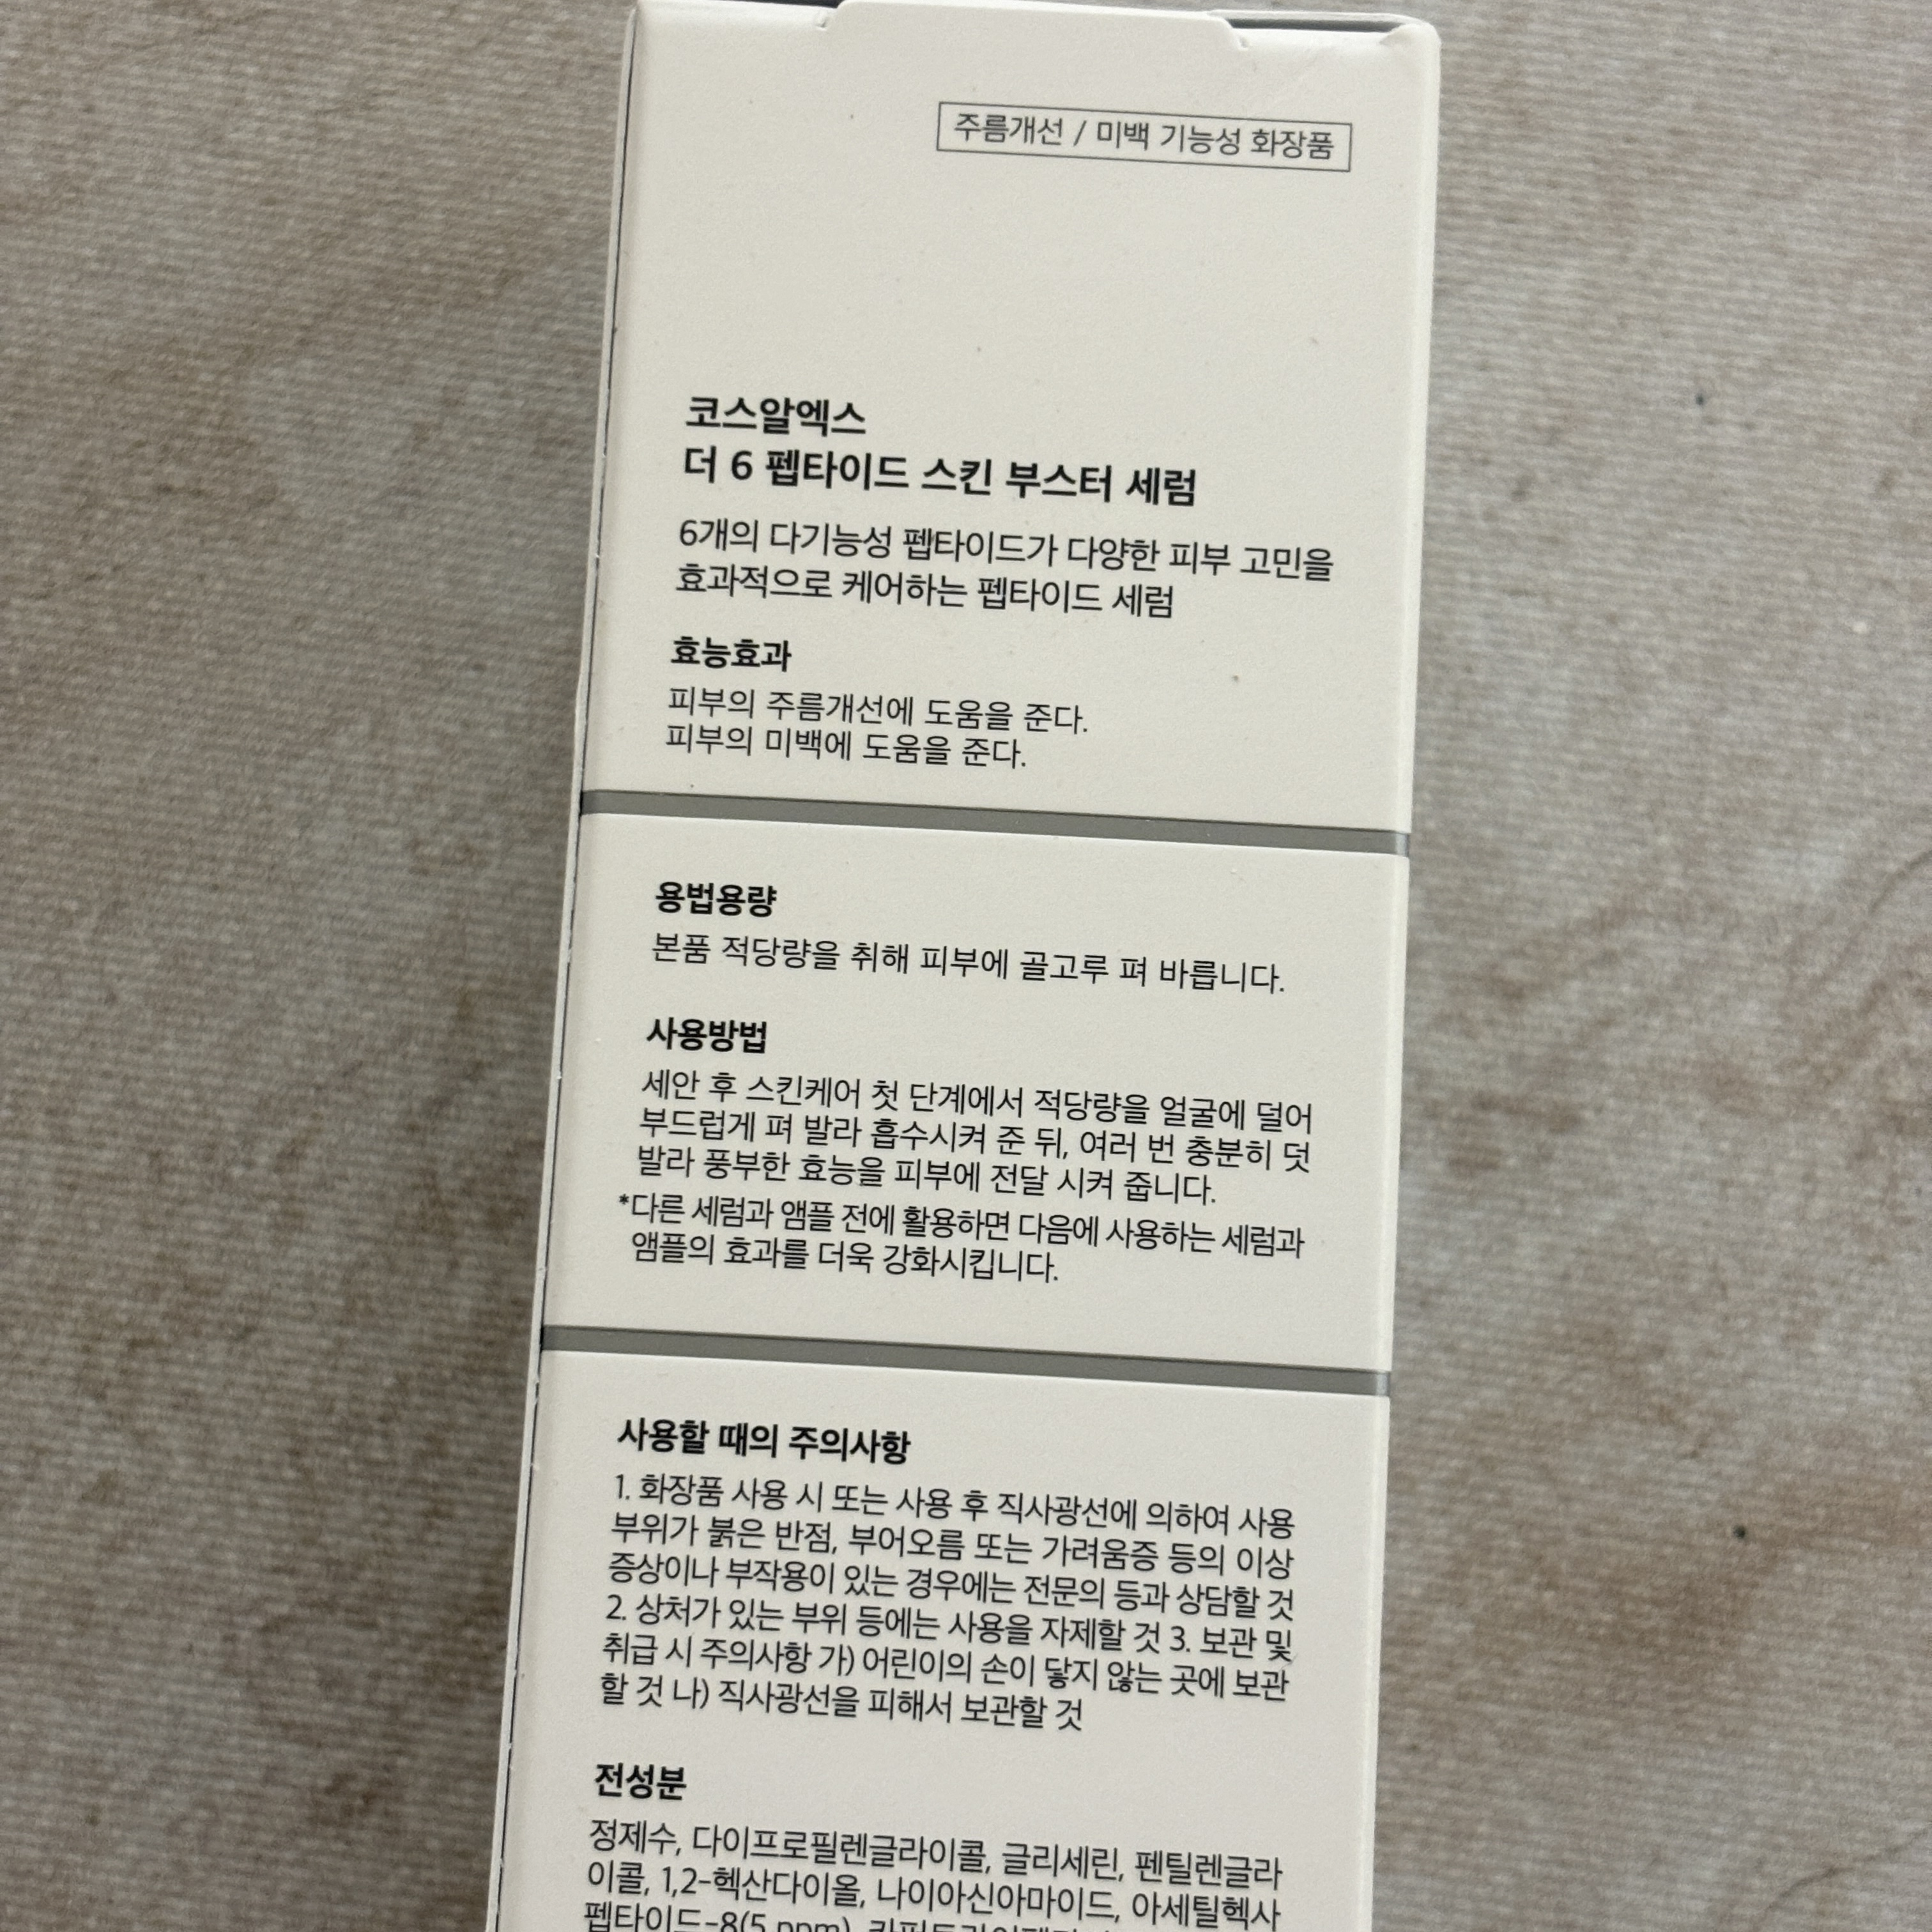 주름개선 / 미백 기능성 화장품
코스알엑스
더 6 펩타이드 스킨 부스터 세럼
6개의 다기능성 펩타이드가 다양한 피부 고민을
효과적으로 케어하는 펩타이드 세럼
효능효과
피부의 주름개선에 도움을 준다.
피부의 미백에 도움을 준다.
용법용량
본품 적당량을 취해 피부에 골고루 펴 바릅니다.
사용방법
세안 후 스킨케어 첫 단계에서 적당량을 얼굴에 덜어
부드럽게 펴 발라 흡수시켜 준 뒤, 여러 번 충분히 덧
발라 풍부한 효능을 피부에 전달 시켜 줍니다.
*다른 세럼과 앰플 전에 활용하면 다음에 사용하는 세럼과
앰플의 효과를 더욱 강화시킵니다.
사용할 때의 주의사항
1. 화장품 사용 시 또는 사용 후 직사광선에 의하여 사용
부위가 붉은 반점, 부어오름 또는 가려움증 등의 이상
증상이나 부작용이 있는 경우에는 전문의 등과 상담할 것
2. 상처가 있는 부위 등에는 사용을 자제할 것 3. 보관 및
취급 시 주의사항 가) 어린이의 손이 닿지 않는 곳에 보관
할 것 나) 직사광선을 피해서 보관할 것
전성분
정제수, 다이프로필렌글라이콜, 글리세린, 펜틸렌글라
이콜, 1,2-헥산다이올, 나이아신아마이드, 아세틸헥사
펩타이드-8(5 ppm),